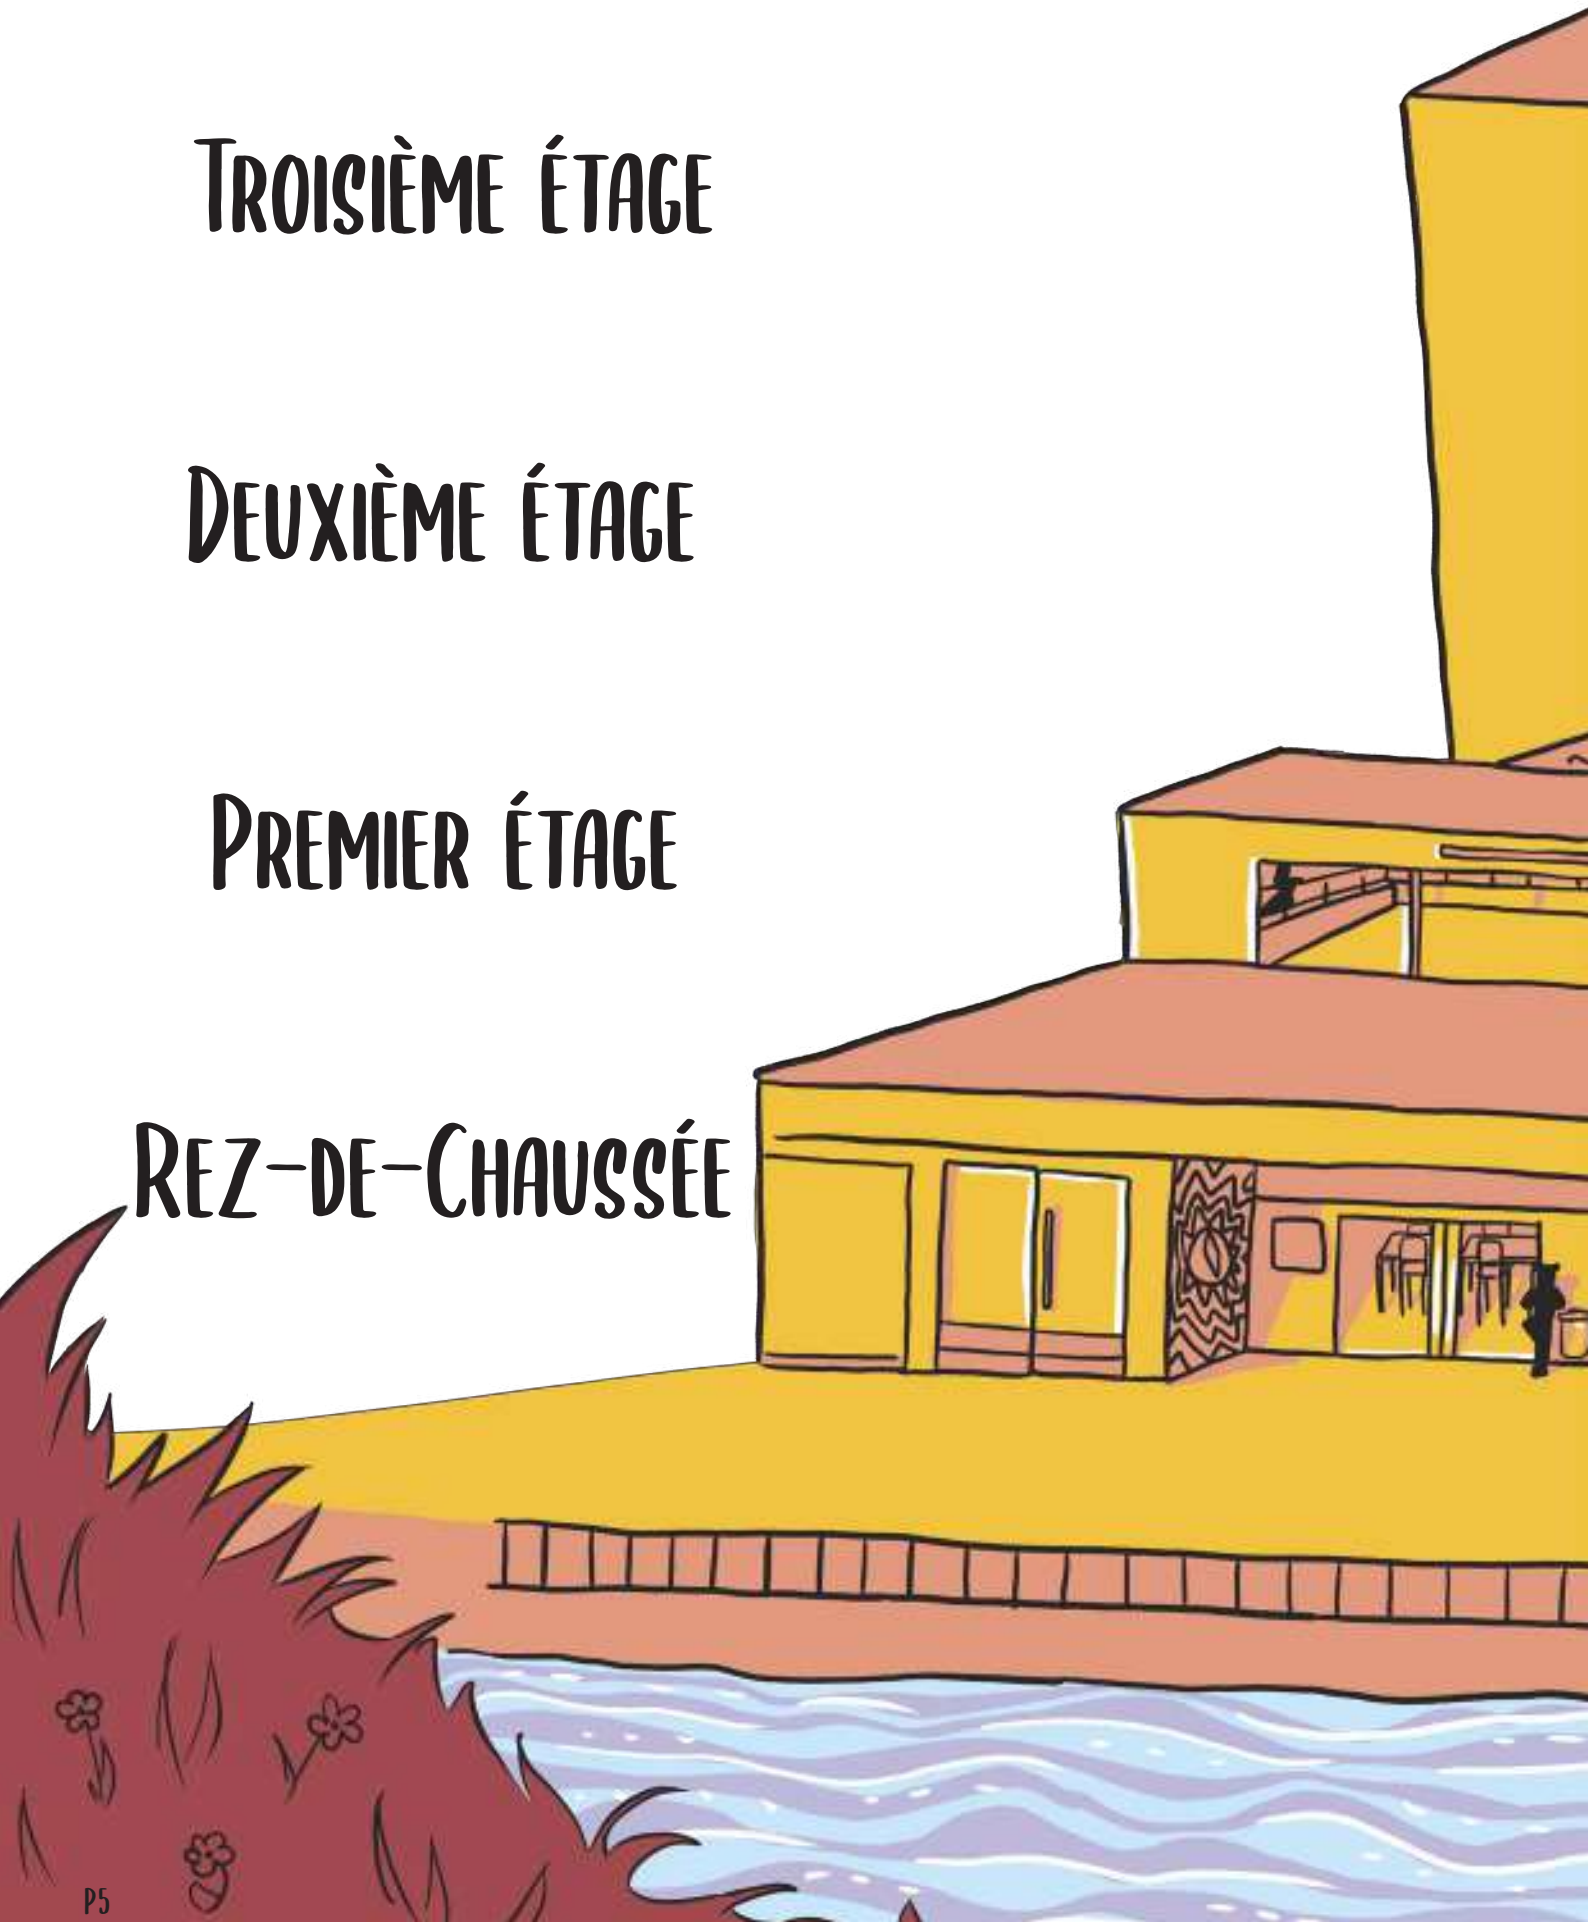 Troisième étage
Deuxième étage
Premier étage
Rez-de-Chaussée
P5